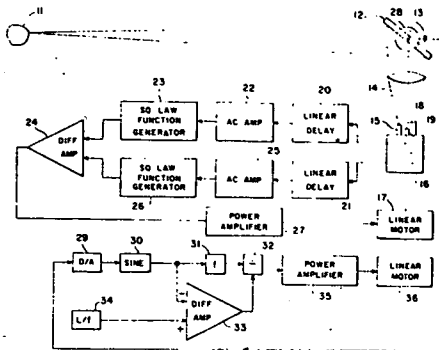 11
12 28 13
14
23 22 20
SQ LAW FUNCTION GENERATOR
AC AMP
LINEAR DELAY
18
15 19
16
24
DIFF AMP
25
SQ LAW FUNCTION GENERATOR
AC AMP
LINEAR DELAY
26 21
POWER AMPLIFIER
27
17
LINEAR MOTOR
29 30 31 32
D/A
SINE
f
34
L/f
DIFF AMP
-
+
33
POWER AMPLIFIER
35
LINEAR MOTOR
36